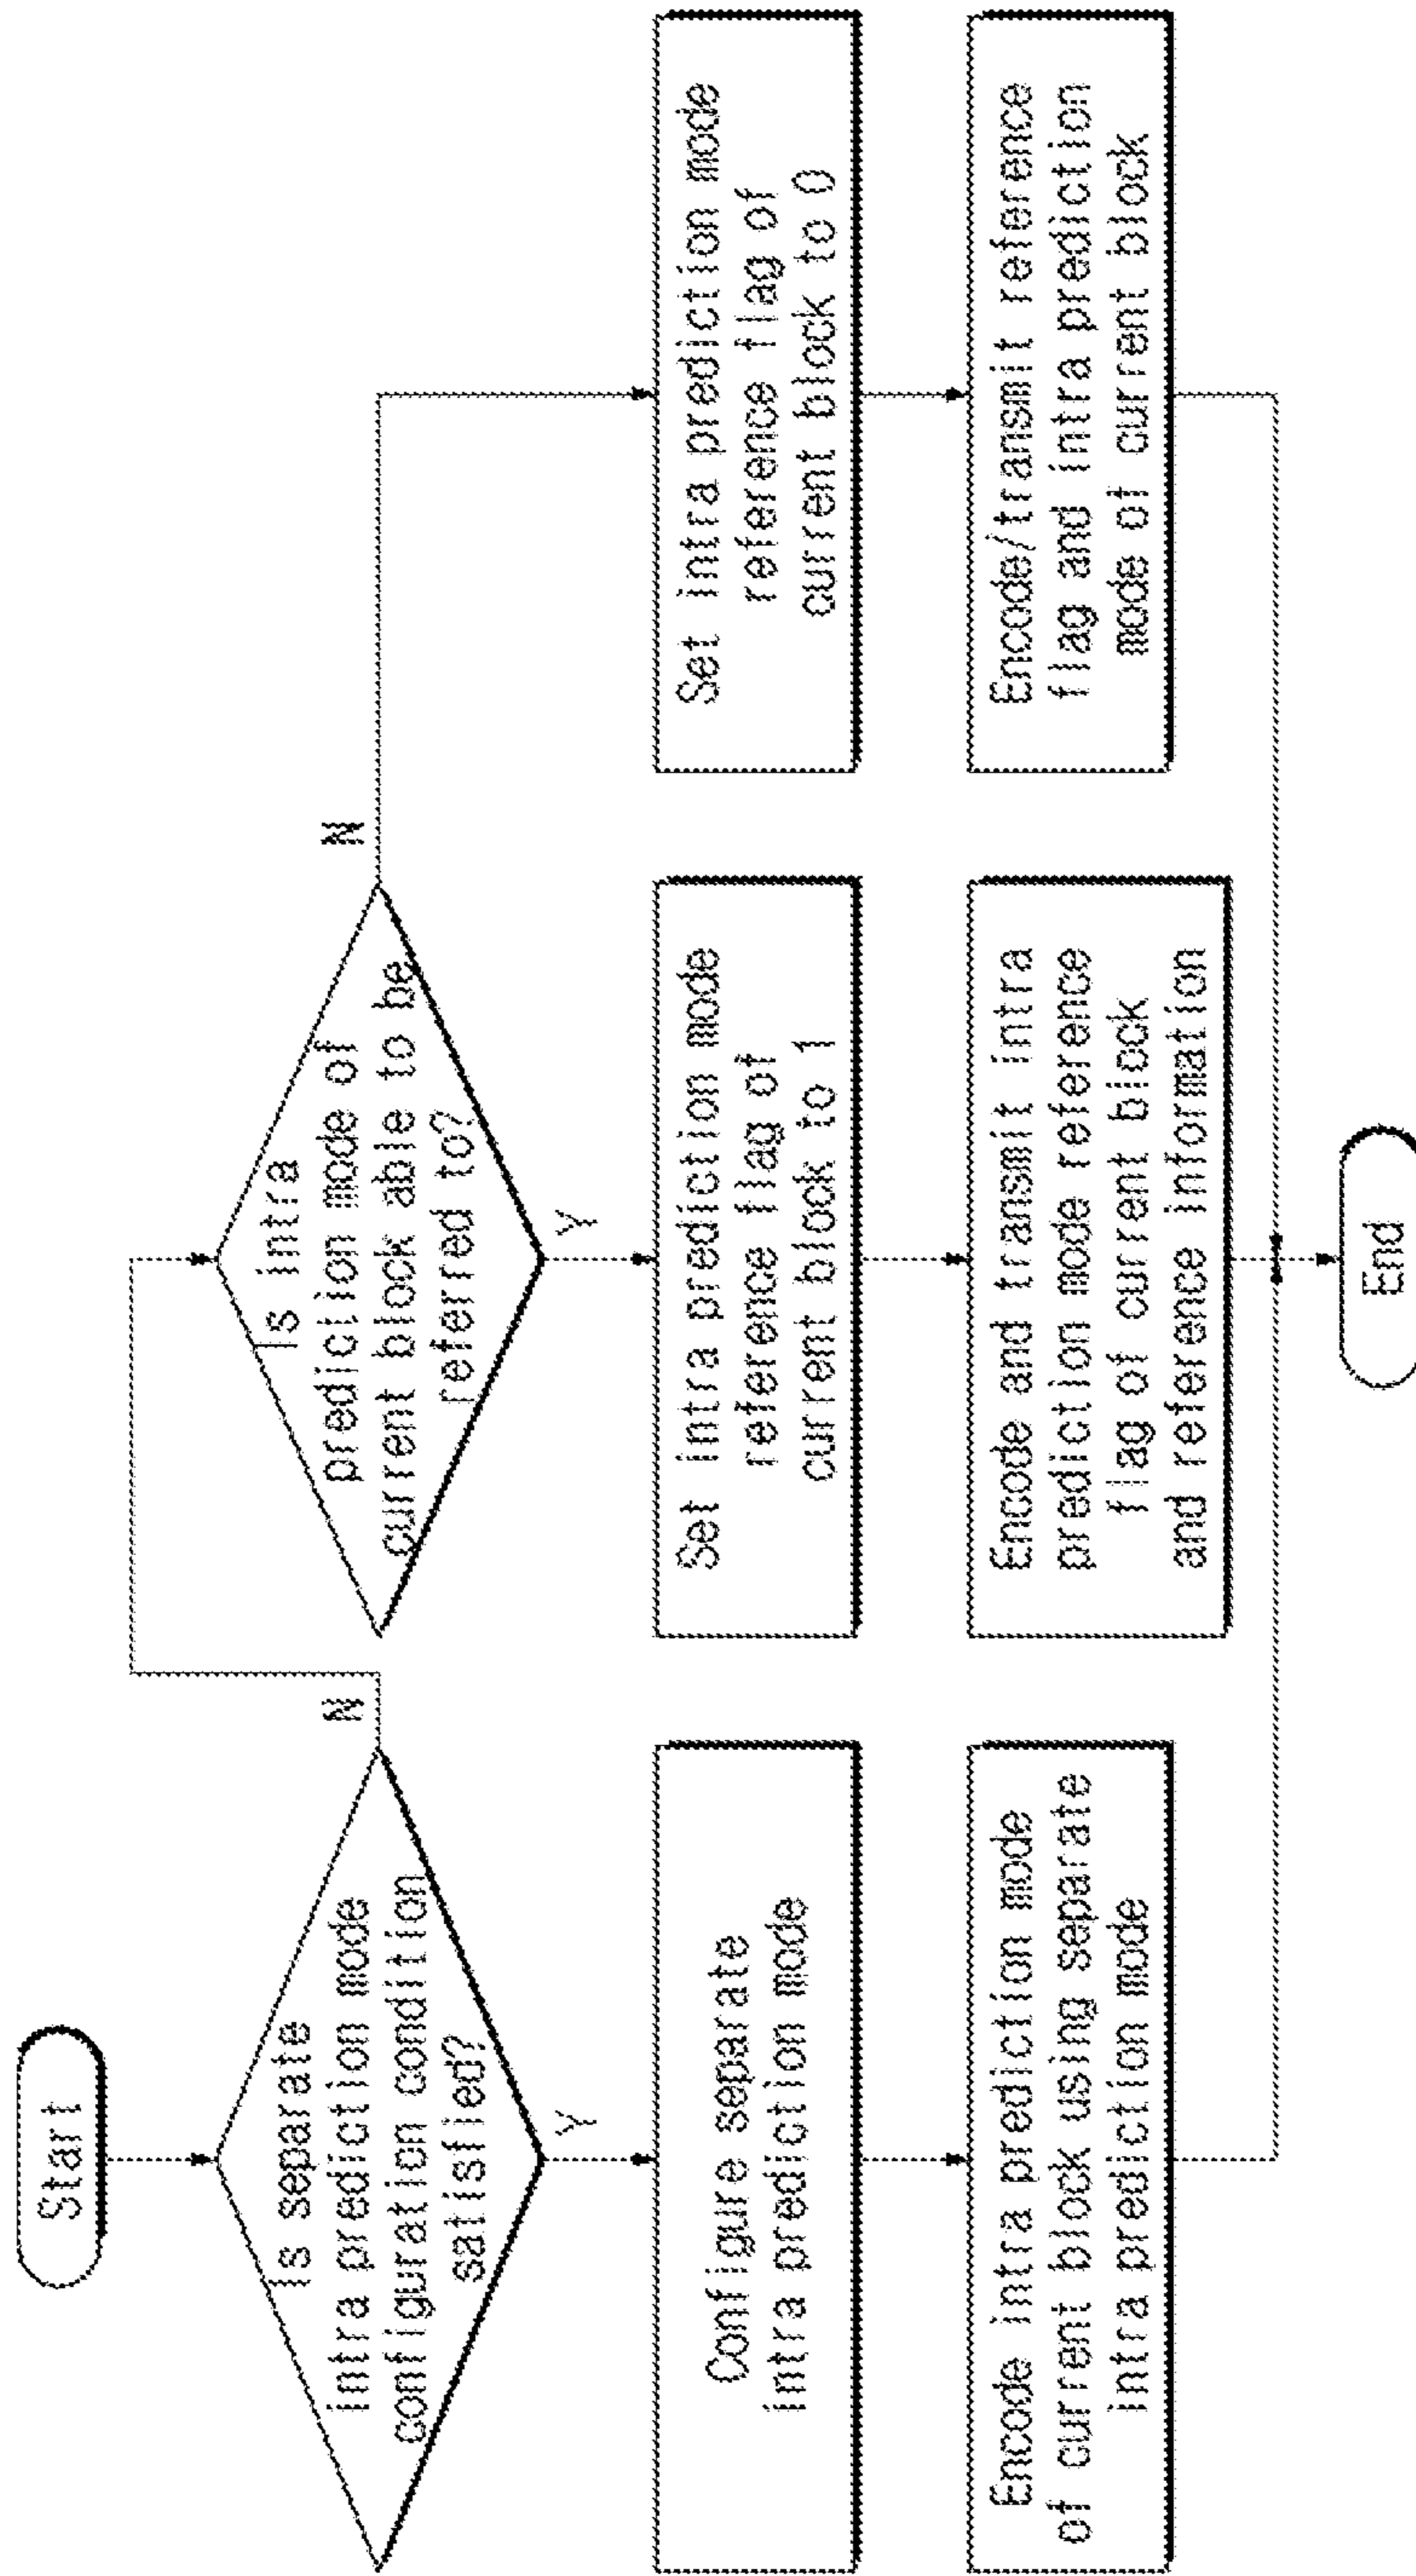 Start
Is separate
intra prediction mode
configuration condition
satisfied?
N
Y
Configure separate
intra prediction mode
Encode intra prediction mode
of current block using separate
intra prediction mode
Is intra
prediction mode of
current block able to be
referred to?
N
Y
Set intra prediction mode
reference flag of
current block to 1
Encode and transmit intra
prediction mode reference
flag of current block
and reference information
Set intra prediction mode
reference flag of
current block to 0
Encode/transmit reference
flag and intra prediction
mode of current block
End